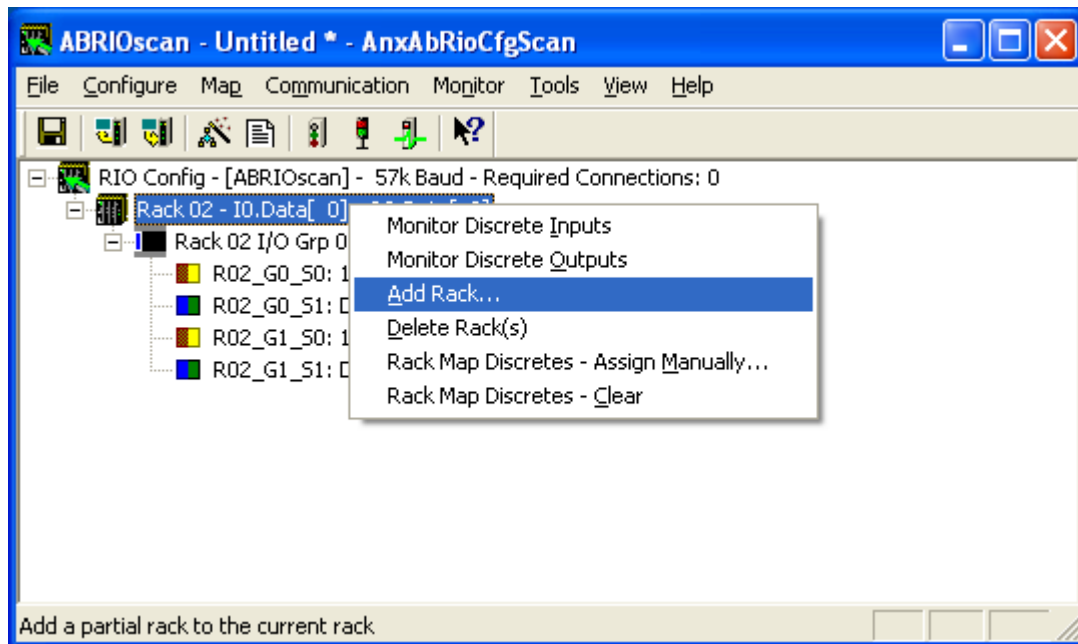 ABRIOscan - Untitled * - AnxAbRioCfgScan
File Configure Map Communication Monitor Tools View Help
RIO Config - [ABRIOscan] - 57k Baud - Required Connections: 0
Rack 02 - I0.Data[ 0]
Rack 02 I/O Grp 0
R02_G0_S0: 1
R02_G0_S1: D
R02_G1_S0: 1
R02_G1_S1: D
Monitor Discrete Inputs
Monitor Discrete Outputs
Add Rack...
Delete Rack(s)
Rack Map Discretes - Assign Manually...
Rack Map Discretes - Clear
Add a partial rack to the current rack